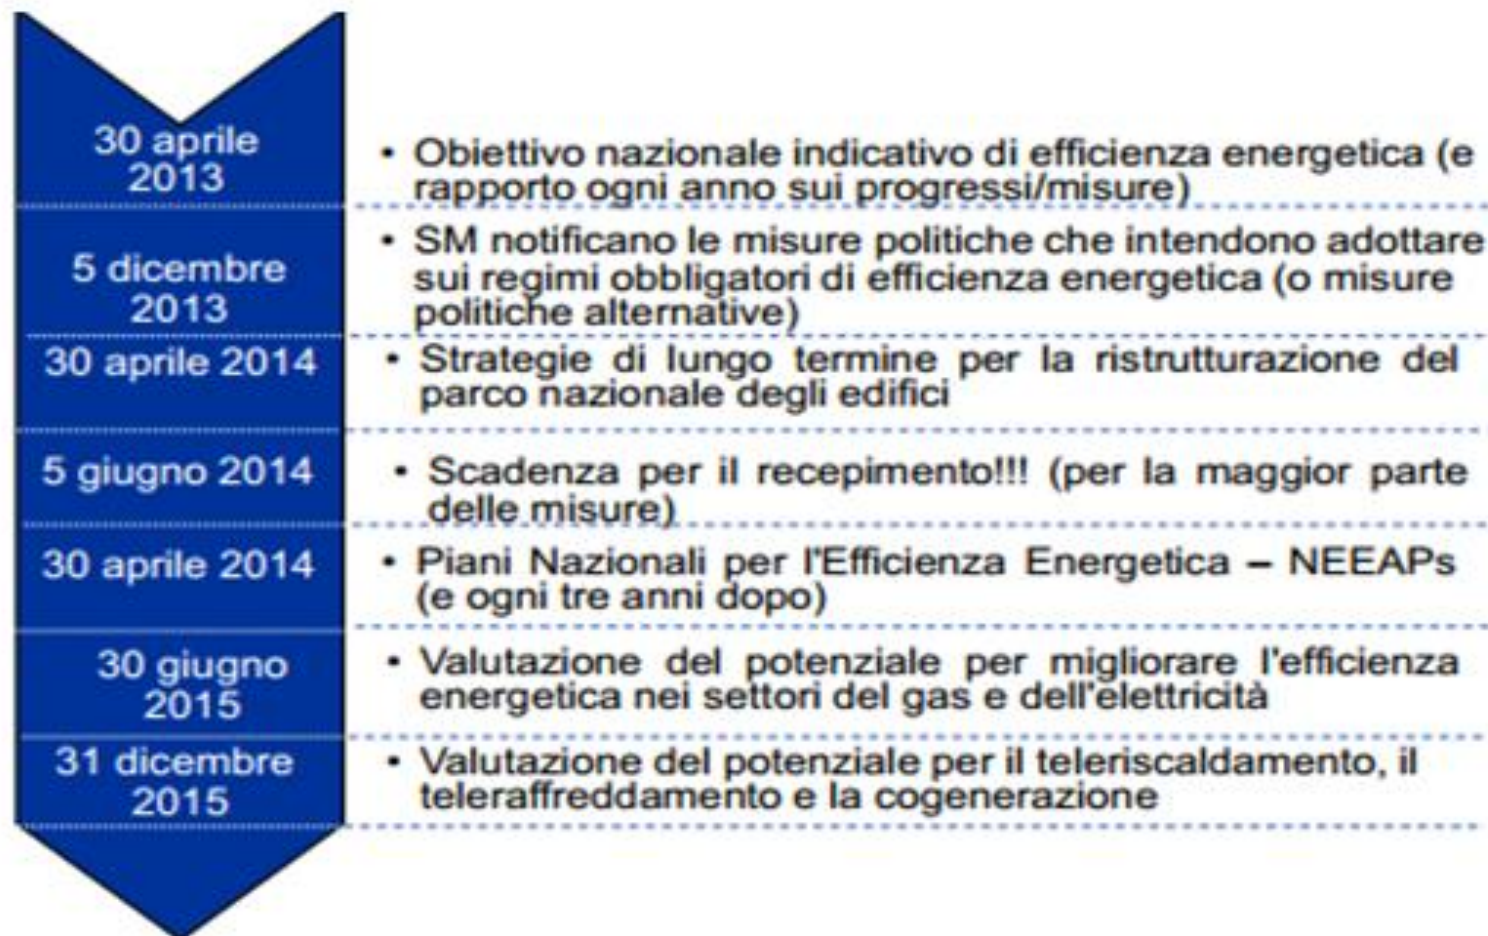 30 aprile
2013
• Obiettivo nazionale indicativo di efficienza energetica (e
rapporto ogni anno sui progressi/misure)
5 dicembre
2013
• SM notificano le misure politiche che intendono adottare
sui regimi obbligatori di efficienza energetica (o misure
politiche alternative)
30 aprile 2014
• Strategie di lungo termine per la ristrutturazione del
parco nazionale degli edifici
5 giugno 2014
• Scadenza per il recepimento!!! (per la maggior parte
delle misure)
30 aprile 2014
• Piani Nazionali per l'Efficienza Energetica – NEEAPs
(e ogni tre anni dopo)
30 giugno
2015
• Valutazione del potenziale per migliorare l'efficienza
energetica nei settori del gas e dell'elettricità
31 dicembre
2015
• Valutazione del potenziale per il teleriscaldamento, il
teleraffreddamento e la cogenerazione